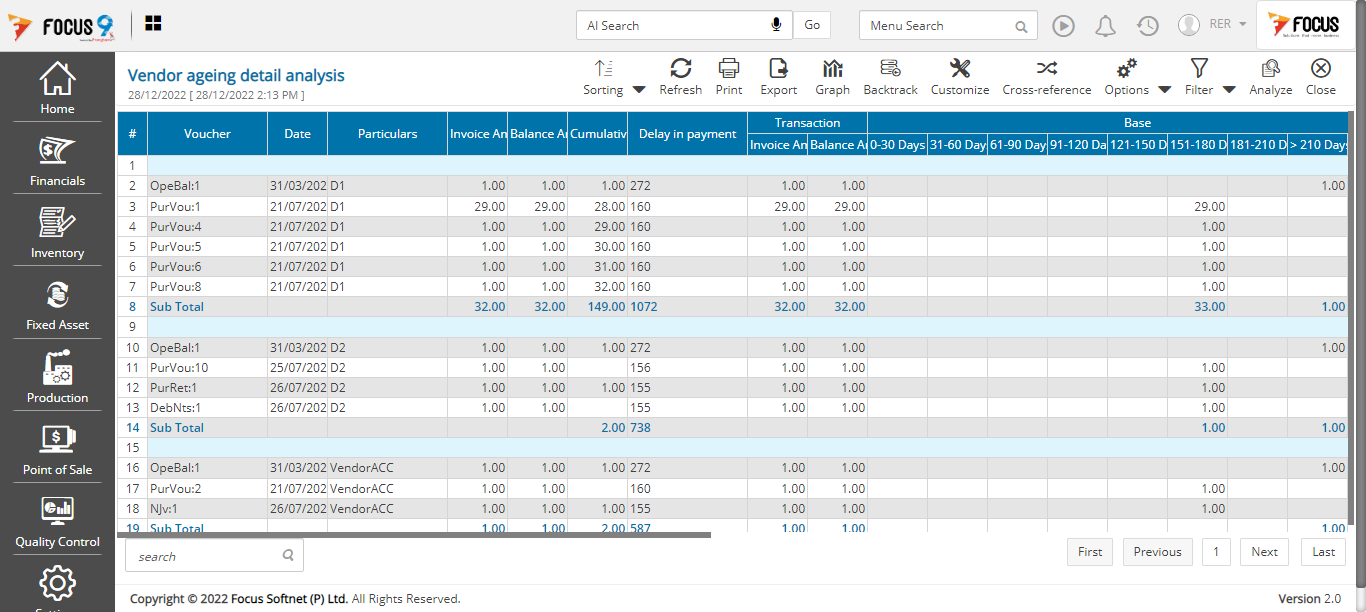 FOCUS 9
AI Search Go Menu Search RER FOCUS
Home
Financials
Inventory
Fixed Asset
Production
Point of Sale
Quality Control
Vendor ageing detail analysis
28/12/2022 [ 28/12/2022 2:13 PM ]
Sorting Refresh Print Export Graph Backtrack Customize Cross-reference Options Filter Analyze Close
Transaction Base
# Voucher Date Particulars Invoice An Balance A Cumulativ Delay in payment Invoice An Balance A 0-30 Days 31-60 Day 61-90 Day 91-120 Da 121-150 D 151-180 D 181-210 D > 210 Days
1
2 OpeBal:1 31/03/202 D1 1.00 1.00 1.00 272 1.00 1.00 1.00
3 PurVou:1 21/07/202 D1 29.00 29.00 28.00 160 29.00 29.00 29.00
4 PurVou:4 21/07/202 D1 1.00 1.00 29.00 160 1.00 1.00 1.00
5 PurVou:5 21/07/202 D1 1.00 1.00 30.00 160 1.00 1.00 1.00
6 PurVou:6 21/07/202 D1 1.00 1.00 31.00 160 1.00 1.00 1.00
7 PurVou:8 21/07/202 D1 1.00 1.00 32.00 160 1.00 1.00 1.00
8 Sub Total 32.00 32.00 149.00 1072 32.00 32.00 33.00 1.00
9
10 OpeBal:1 31/03/202 D2 1.00 1.00 1.00 272 1.00 1.00 1.00
11 PurVou:10 25/07/202 D2 1.00 1.00 156 1.00 1.00 1.00
12 PurRet:1 26/07/202 D2 1.00 1.00 1.00 155 1.00 1.00 1.00
13 DebNts:1 26/07/202 D2 1.00 1.00 155 1.00 1.00 1.00
14 Sub Total 2.00 738 1.00 1.00
15
16 OpeBal:1 31/03/202 VendorACC 1.00 1.00 1.00 272 1.00 1.00 1.00
17 PurVou:2 21/07/202 VendorACC 1.00 1.00 160 1.00 1.00 1.00
18 NJv:1 26/07/202 VendorACC 1.00 1.00 1.00 155 1.00 1.00 1.00
19 Sub Total 1.00 1.00 2.00 587 1.00 1.00 1.00
search First Previous 1 Next Last
Copyright © 2022 Focus Softnet (P) Ltd. All Rights Reserved. Version 2.0